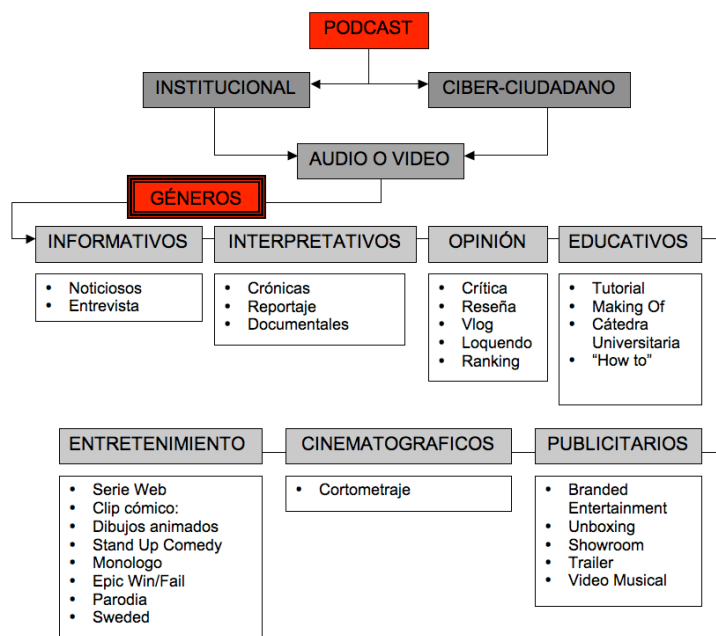 PODCAST
INSTITUCIONAL
CIBER-CIUDADANO
AUDIO O VIDEO
GÉNEROS
INFORMATIVOS
• Noticiosos
• Entrevista
INTERPRETATIVOS
• Crónicas
• Reportaje
• Documentales
OPINIÓN
• Crítica
• Reseña
• Vlog
• Loquendo
• Ranking
EDUCATIVOS
• Tutorial
• Making Of
• Cátedra
Universitaria
• “How to”
ENTRETENIMIENTO
• Serie Web
• Clip cómico:
• Dibujos animados
• Stand Up Comedy
• Monologo
• Epic Win/Fail
• Parodia
• Sweded
CINEMATOGRAFICOS
• Cortometraje
PUBLICITARIOS
• Branded
Entertainment
• Unboxing
• Showroom
• Trailer
• Video Musical